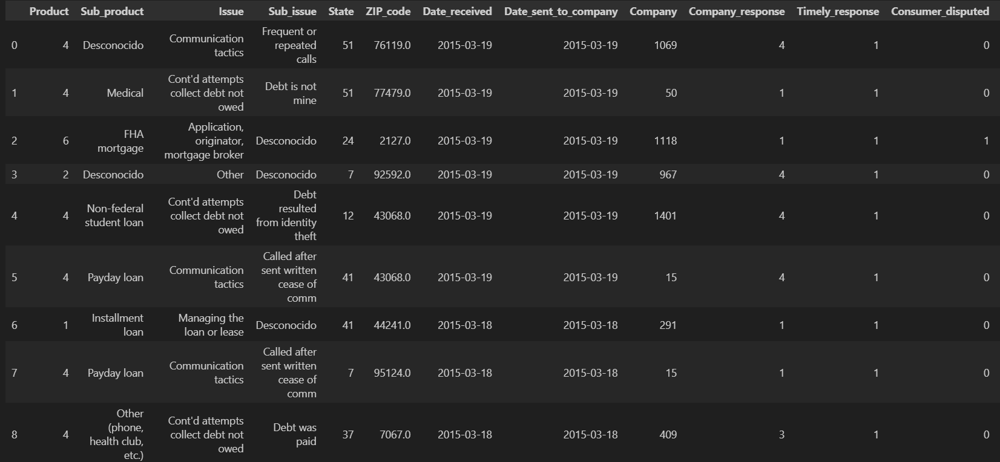 Product Sub_product Issue Sub_issue State ZIP_code Date_received Date_sent_to_company Company Company_response Timely_response Consumer_disputed
0 4 Desconocido Communication tactics Frequent or repeated calls 51 76119.0 2015-03-19 2015-03-19 1069 4 1 0
1 4 Medical Cont'd attempts collect debt not owed Debt is not mine 51 77479.0 2015-03-19 2015-03-19 50 1 1 0
2 6 FHA mortgage Application, originator, mortgage broker Desconocido 24 2127.0 2015-03-19 2015-03-19 1118 1 1 1
3 2 Desconocido Other Desconocido 7 92592.0 2015-03-19 2015-03-19 967 4 1 0
4 4 Non-federal student loan Cont'd attempts collect debt not owed Debt resulted from identity theft 12 43068.0 2015-03-19 2015-03-19 1401 4 1 0
5 4 Payday loan Communication tactics Called after sent written cease of comm 41 43068.0 2015-03-19 2015-03-19 15 4 1 0
6 1 Installment loan Managing the loan or lease Desconocido 41 44241.0 2015-03-18 2015-03-18 291 1 1 0
7 4 Payday loan Communication tactics Called after sent written cease of comm 7 95124.0 2015-03-18 2015-03-18 15 1 1 0
8 4 Other (phone, health club, etc.) Cont'd attempts collect debt not owed Debt was paid 37 7067.0 2015-03-18 2015-03-18 409 3 1 0